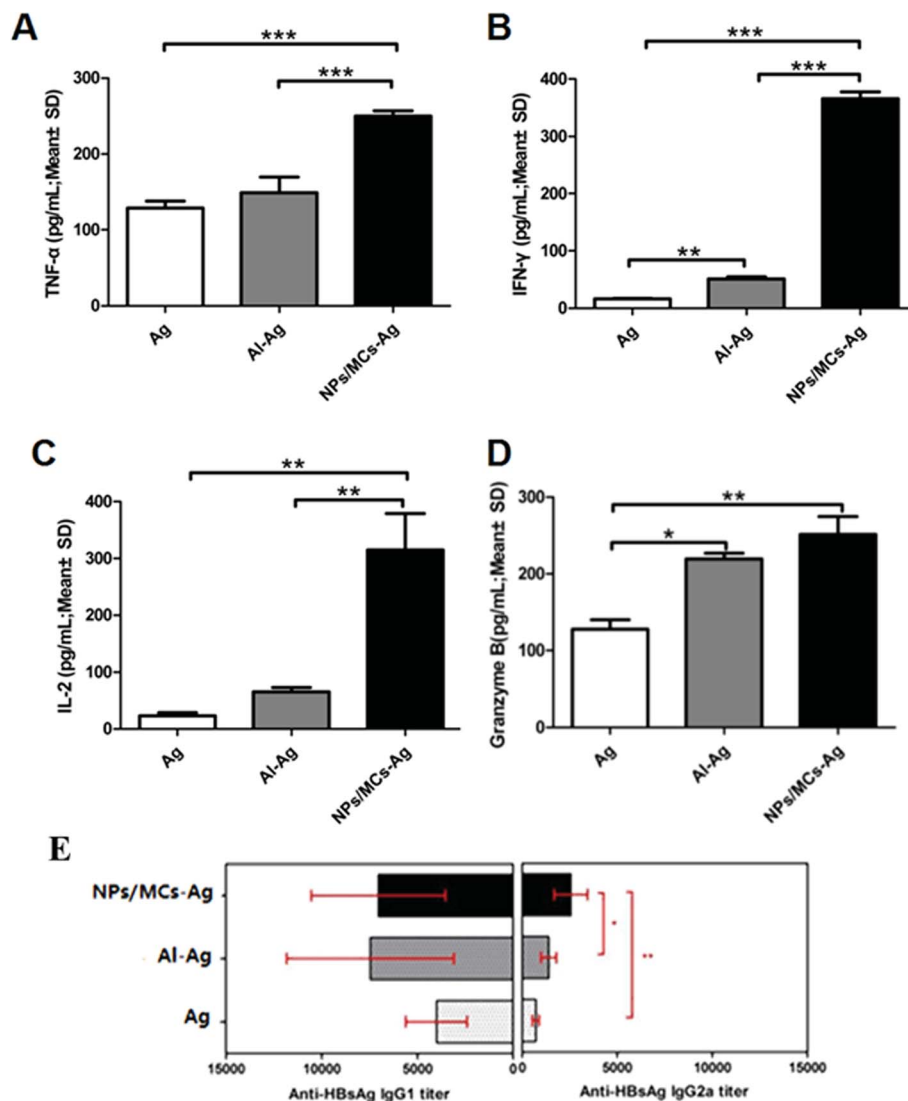 A
***
***
TNF-α (pg/mL;Mean± SD)
300
200
100
0
Ag
Al-Ag
NPs/MCs-Ag
B
***
***
**
IFN-γ (pg/mL;Mean± SD)
400
300
200
100
0
Ag
Al-Ag
NPs/MCs-Ag
C
**
**
IL-2 (pg/mL;Mean± SD)
400
300
200
100
0
Ag
Al-Ag
NPs/MCs-Ag
D
**
*
Granzyme B(pg/mL;Mean± SD)
300
200
100
0
Ag
Al-Ag
NPs/MCs-Ag
E
NPs/MCs-Ag
Al-Ag
Ag
*
**
15000 10000 5000 0 0 5000 10000 15000
Anti-HBsAg IgG1 titer Anti-HBsAg IgG2a titer